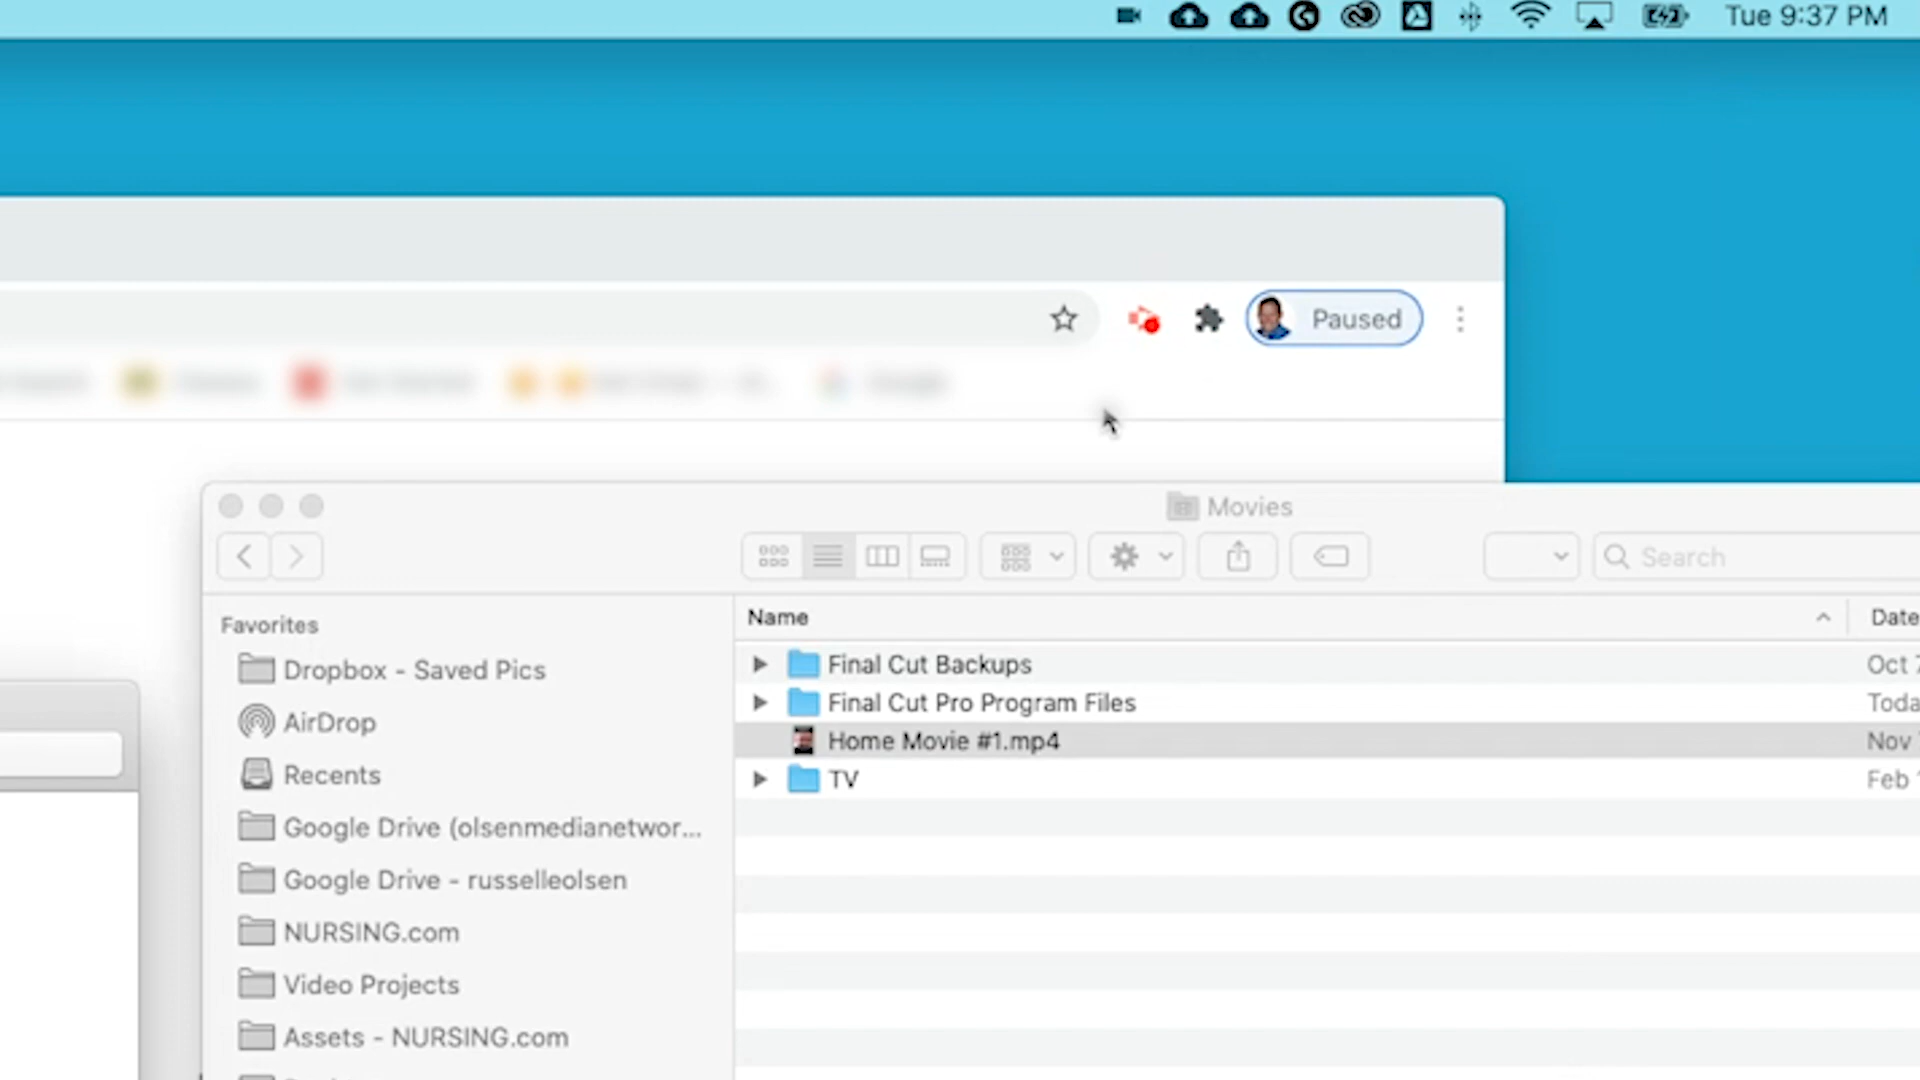 Tue 9:37 PM
Paused
Movies
Search
Name
Date
Favorites
Dropbox - Saved Pics
AirDrop
Recents
Google Drive (olsenmedianetwor...
Google Drive - russelleolsen
NURSING.com
Video Projects
Assets - NURSING.com
Final Cut Backups
Oct 7
Final Cut Pro Program Files
Toda
Home Movie #1.mp4
Nov
TV
Feb